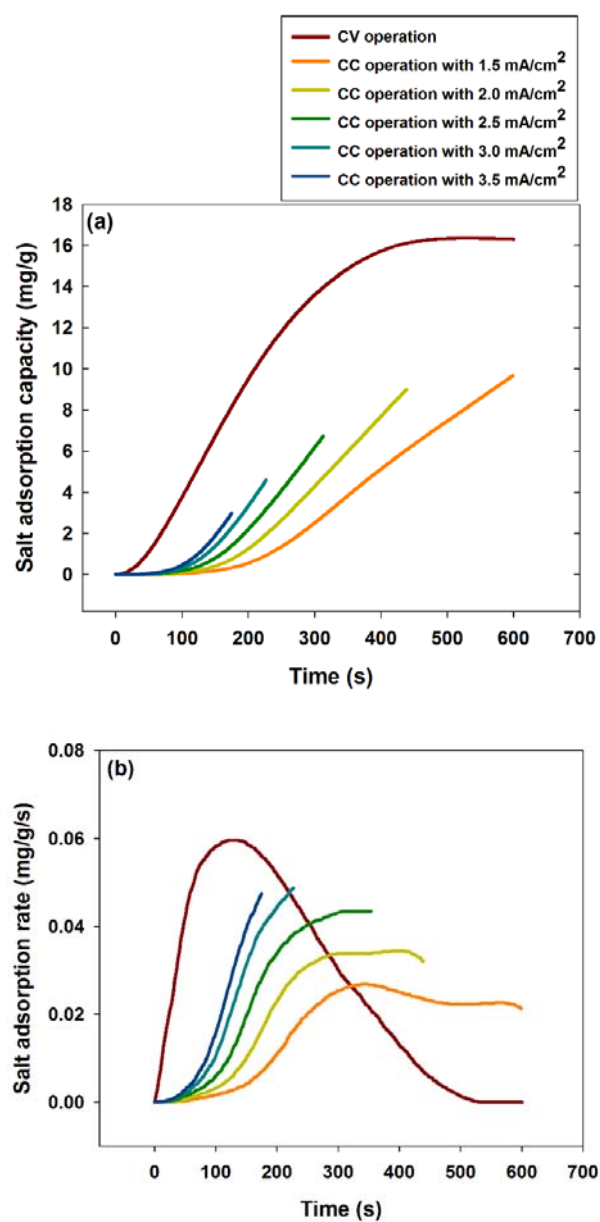 CV operation
CC operation with 1.5 mA/cm²
CC operation with 2.0 mA/cm²
CC operation with 2.5 mA/cm²
CC operation with 3.0 mA/cm²
CC operation with 3.5 mA/cm²
(a)
Salt adsorption capacity (mg/g)
18
16
14
12
10
8
6
4
2
0
0 100 200 300 400 500 600 700
Time (s)
(b)
Salt adsorption rate (mg/g/s)
0.08
0.06
0.04
0.02
0.00
0 100 200 300 400 500 600 700
Time (s)